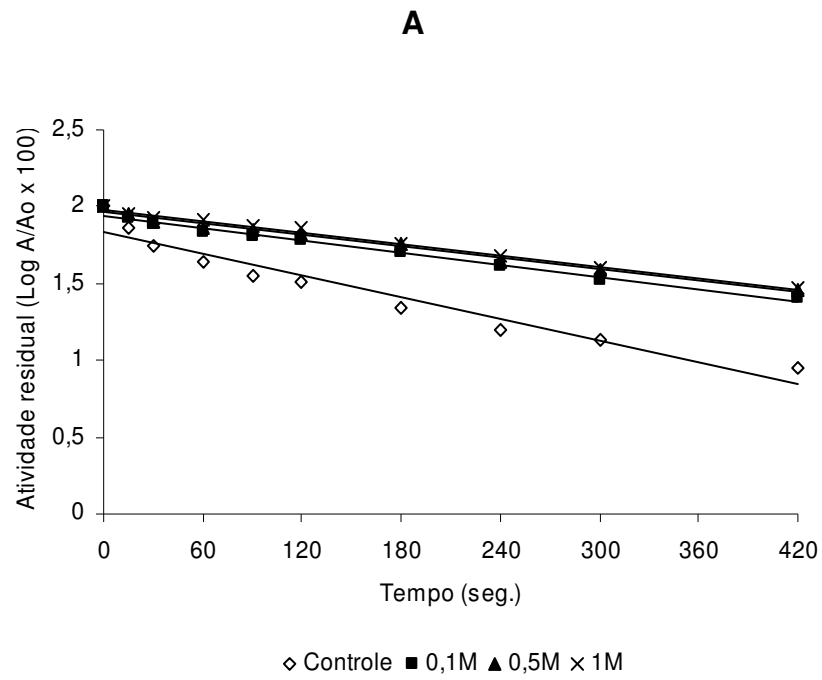 A
Atividade residual (Log A/Ao x 100)
2,5
2
1,5
1
0,5
0
0 60 120 180 240 300 360 420
Tempo (seg.)
Controle 0,1M 0,5M 1M